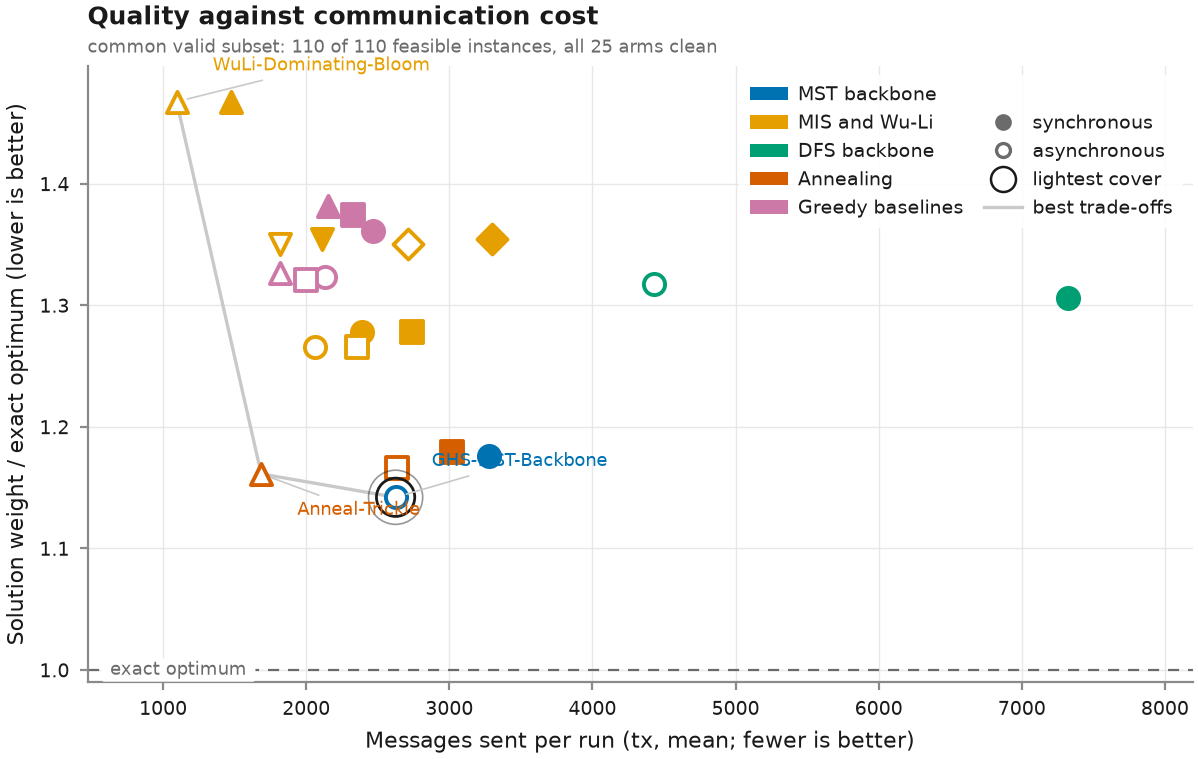 Quality against communication cost
common valid subset: 110 of 110 feasible instances, all 25 arms clean
WuLi-Dominating-Bloom
MST backbone
MIS and Wu-Li
DFS backbone
Annealing
Greedy baselines
synchronous
asynchronous
lightest cover
best trade-offs
Solution weight / exact optimum (lower is better)
1.4
1.3
1.2
1.1
1.0
GHS-MST-Backbone
Anneal-Trickle
exact optimum
1000 2000 3000 4000 5000 6000 7000 8000
Messages sent per run (tx, mean; fewer is better)